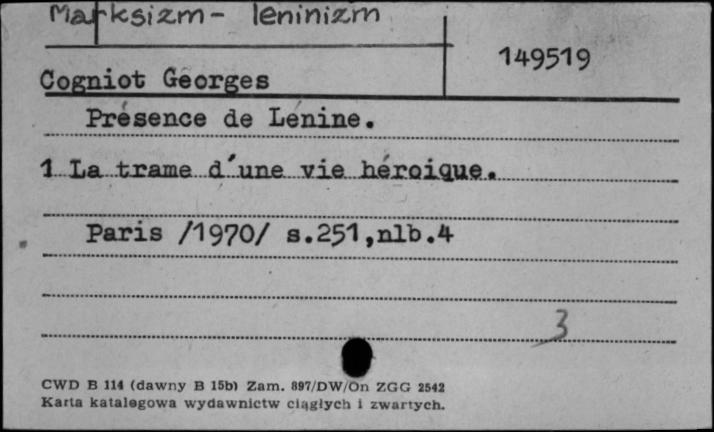 Marksizm - leninizm
149519
Cogniot Georges
Présence de Lénine.
1 La trame d'une vie héroique.
Paris /1970/ s.251,nlb.4
3
CWD B 114 (dawny B 15b) Zam. 897/DW/On ZGG 2542
Karta katalogowa wydawnictw ciągłych i zwartych.